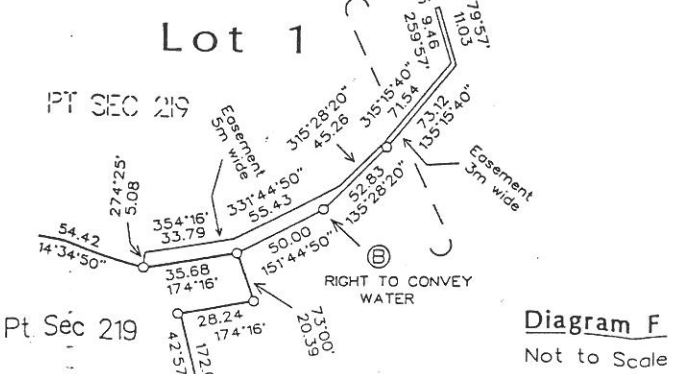 Lot 1
PT SEC 219
79°57'
11.03
9.46
259°57'
315°15'40"
71.54
73.12
135°15'40"
315°28'20"
45.26
Easement
5m wide
Easement
3m wide
274°25'
5.08
331°44'50"
55.43
354°16'
33.79
52.83
135°28'20"
54.42
14°34'50"
35.68
174°16'
50.00
151°44'50"
B
RIGHT TO CONVEY
WATER
Pt Sec 219
28.24
174°16'
73°00'
20.39
42°57
172.
Diagram F
Not to Scale